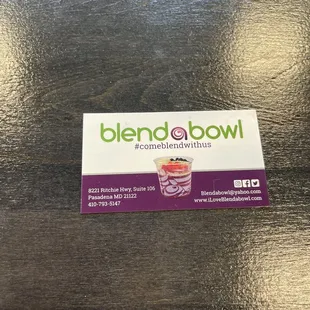 blendabowl
#comeblendwithus
8221 Ritchie Hwy, Suite 106
Pasadena MD 21122
410-793-5147
Blendabowl@yahoo.com
www.iLoveBlendabowl.com